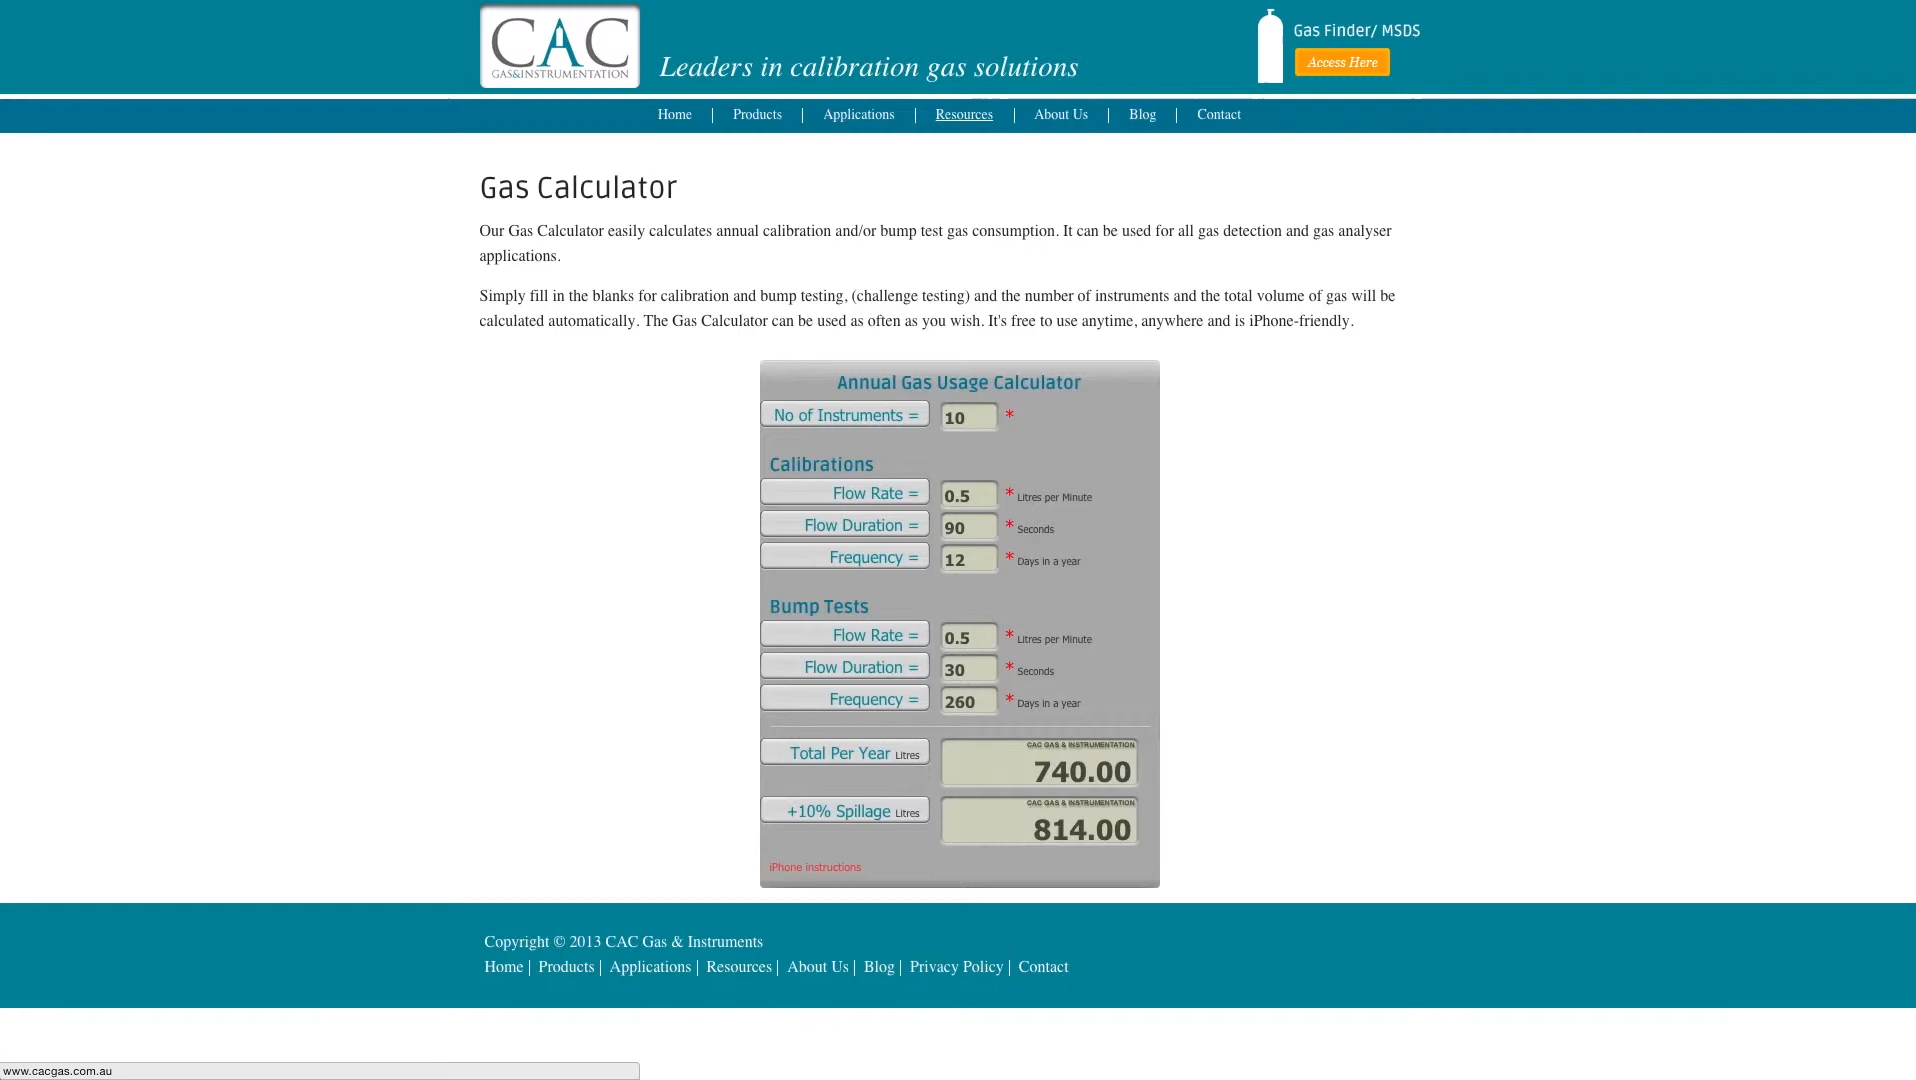 CAC
GAS&INSTRUMENTATION
Leaders in calibration gas solutions
Gas Finder/ MSDS
Access Here
Home | Products | Applications | Resources | About Us | Blog | Contact
Gas Calculator
Our Gas Calculator easily calculates annual calibration and/or bump test gas consumption. It can be used for all gas detection and gas analyser
applications.
Simply fill in the blanks for calibration and bump testing, (challenge testing) and the number of instruments and the total volume of gas will be
calculated automatically. The Gas Calculator can be used as often as you wish. It's free to use anytime, anywhere and is iPhone-friendly.
Annual Gas Usage Calculator
No of Instruments = 10 *
Calibrations
Flow Rate = 0.5 * Litres per Minute
Flow Duration = 90 * Seconds
Frequency = 12 * Days in a year
Bump Tests
Flow Rate = 0.5 * Litres per Minute
Flow Duration = 30 * Seconds
Frequency = 260 * Days in a year
CAC GAS & INSTRUMENTATION
Total Per Year Litres 740.00
CAC GAS & INSTRUMENTATION
+10% Spillage Litres 814.00
iPhone instructions
Copyright © 2013 CAC Gas & Instruments
Home | Products | Applications | Resources | About Us | Blog | Privacy Policy | Contact
www.cacgas.com.au